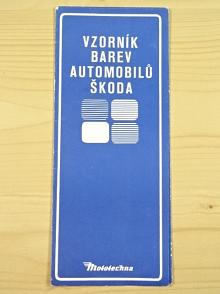 VZORNÍK
BAREV
AUTOMOBILŮ
ŠKODA
Mototechna